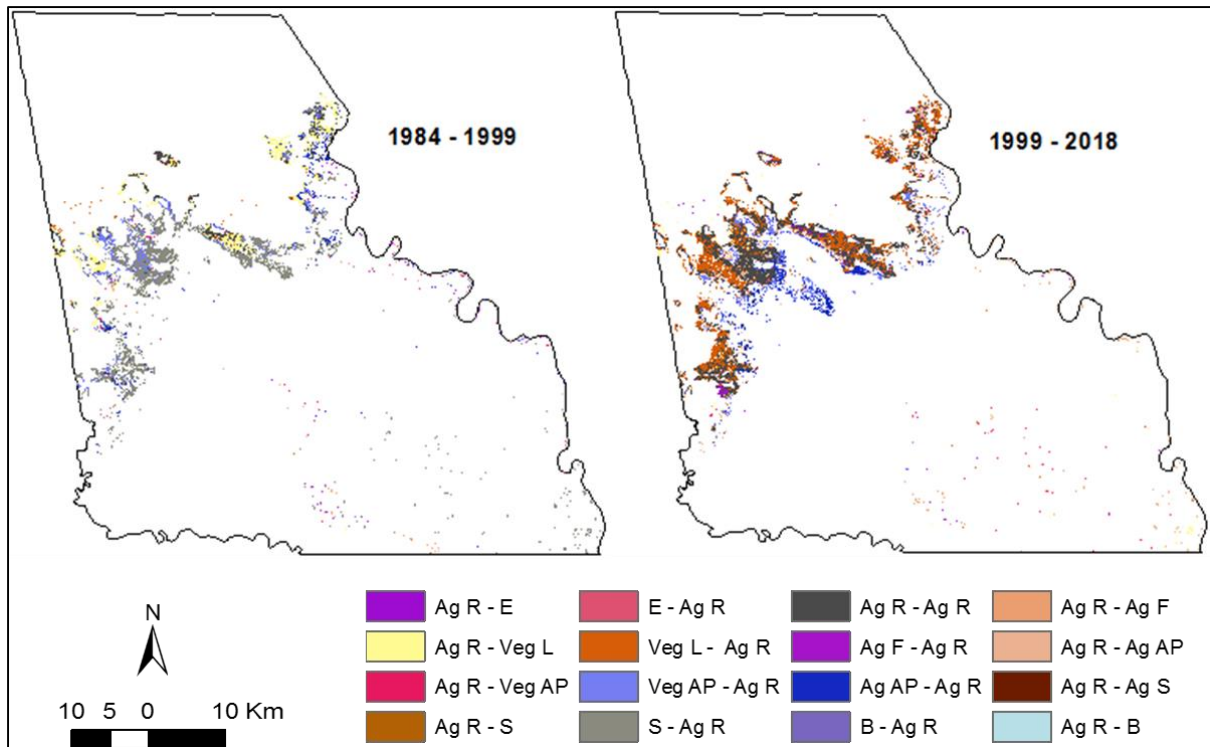 1984 - 1999
1999 - 2018
N
10 5 0 10 Km
Ag R - E
E - Ag R
Ag R - Ag R
Ag R - Ag F
Ag R - Veg L
Veg L - Ag R
Ag F - Ag R
Ag R - Ag AP
Ag R - Veg AP
Veg AP - Ag R
Ag AP - Ag R
Ag R - Ag S
Ag R - S
S - Ag R
B - Ag R
Ag R - B